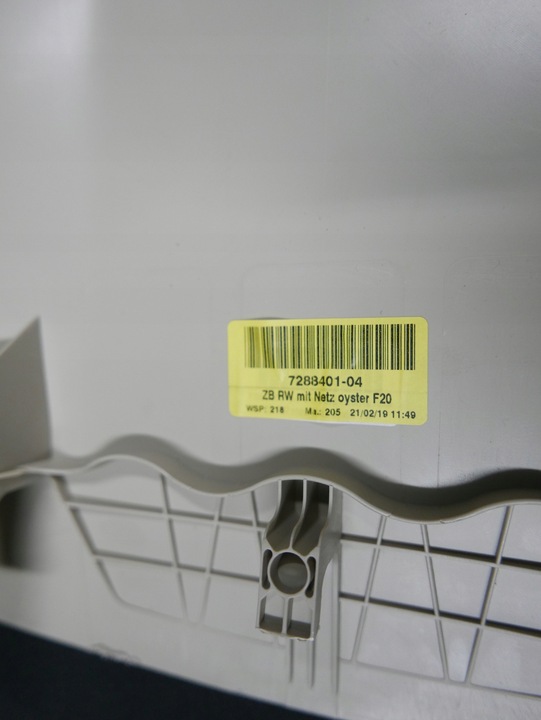 7288401-04
ZB RW mit Netz oyster F20
WSP: 218 Ma.: 205 21/02/19 11:49